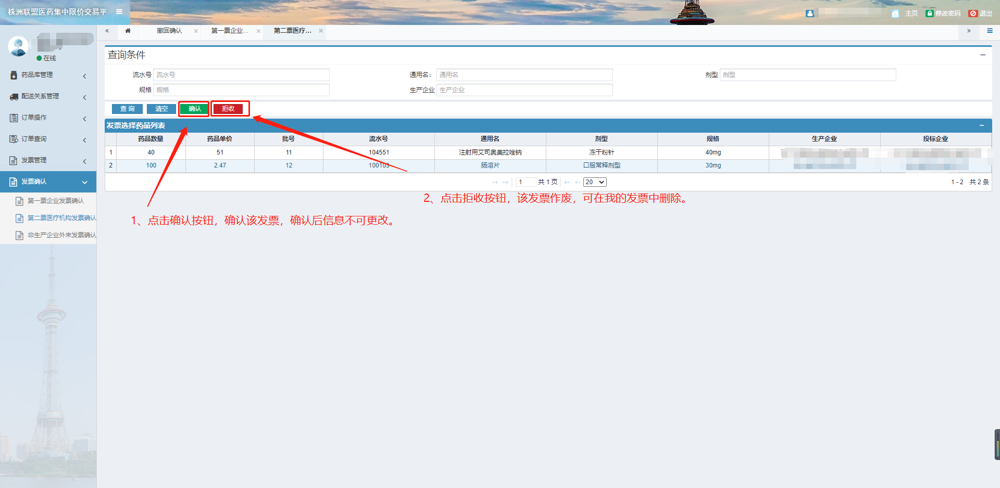 株洲联盟医药集中限价交易平
主页
修改密码
退出
撤回确认
第一票企业...
第二票医疗...
在线
药品库管理
配送关系管理
订单操作
订单查询
发票管理
发票确认
第一票企业发票确认
第二票医疗机构发票确认
非生产企业外来发票确认
查询条件
流水号 流水号 通用名： 通用名 剂型 剂型
规格 规格 生产企业 生产企业
查 询 清空 确认 拒收
发票选择药品列表
药品数量 药品单价 批号 流水号 通用名 剂型 规格 生产企业 投标企业
1 40 51 11 104551 注射用艾司奥美拉唑钠 冻干粉针 40mg
2 100 2.47 12 100103 肠溶片 口服常释剂型 30mg
1 共 1 页 20 1 - 2 共 2 条
2、点击拒收按钮，该发票作废，可在我的发票中删除。
1、点击确认按钮，确认该发票，确认后信息不可更改。